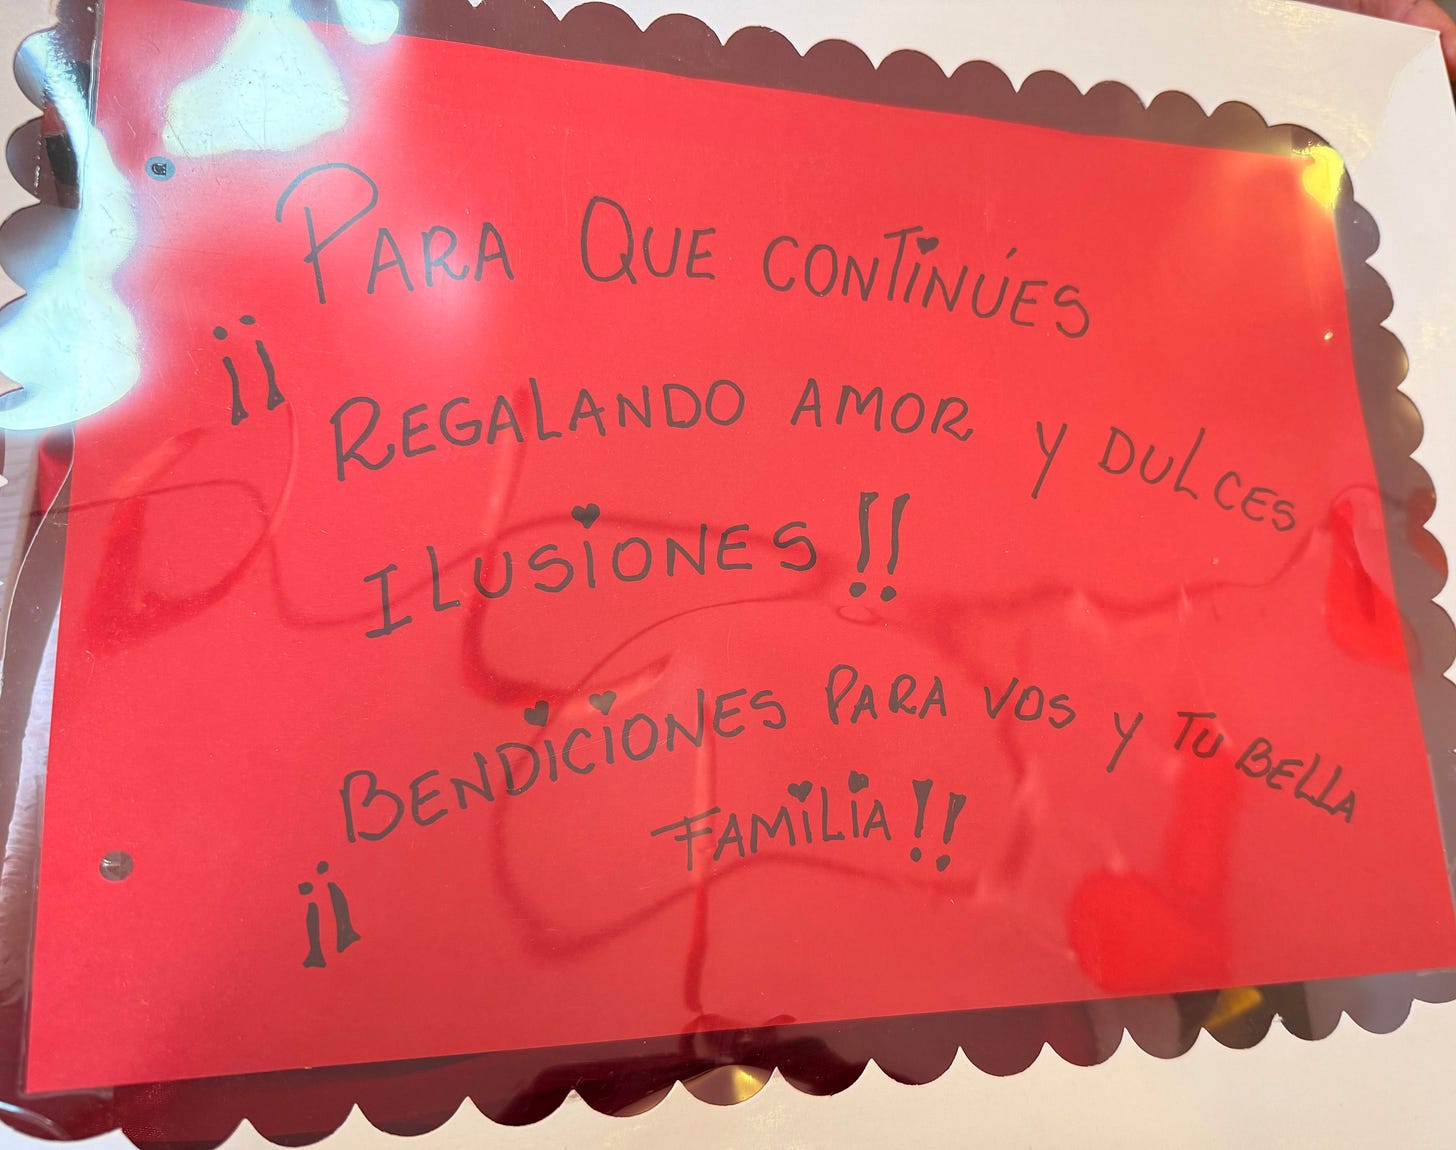 PARA QUE CONTINÚES
¡¡ REGALANDO AMOR Y DULCES
ILUSIONES!!
BENDICIONES PARA VOS Y TU BELLA
¡¡ FAMILIA!!